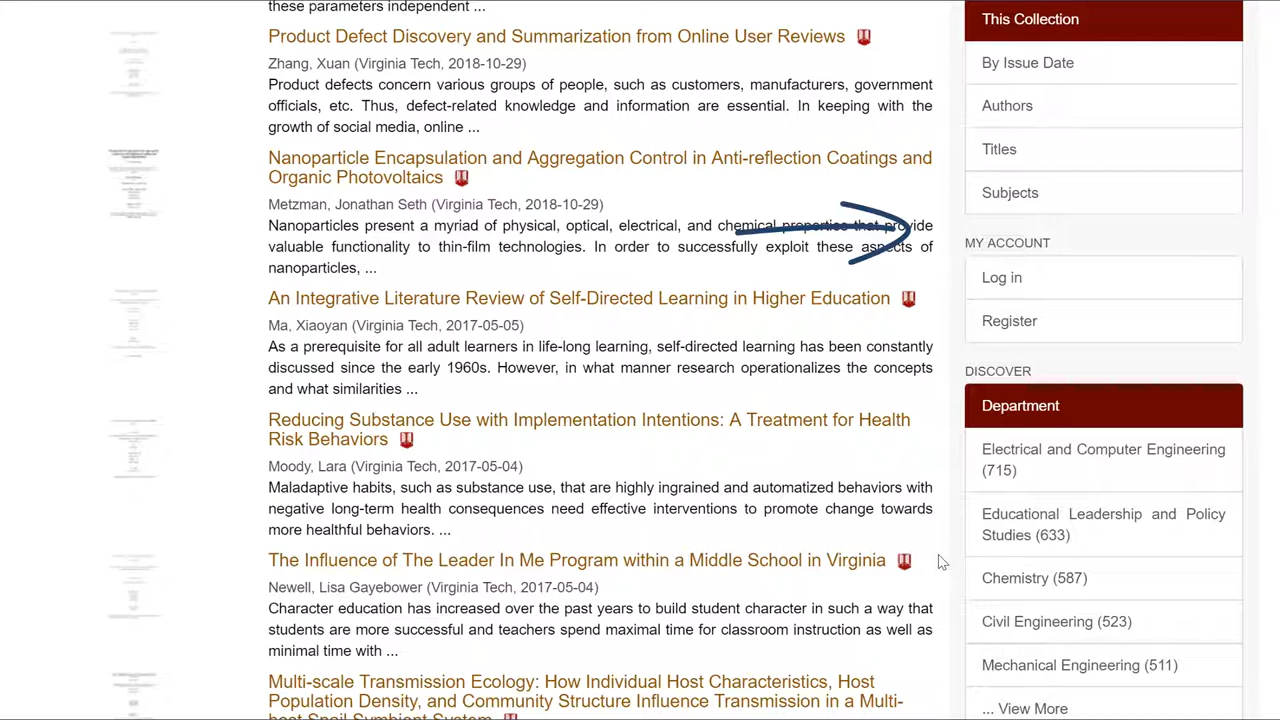 these parameters independent ...
Product Defect Discovery and Summarization from Online User Reviews
Zhang, Xuan (Virginia Tech, 2018-10-29)
Product defects concern various groups of people, such as customers, manufacturers, government
officials, etc. Thus, defect-related knowledge and information are essential. In keeping with the
growth of social media, online ...
Nanoparticle Encapsulation and Aggregation Control in Anti-reflection Coatings and
Organic Photovoltaics
Metzman, Jonathan Seth (Virginia Tech, 2018-10-29)
Nanoparticles present a myriad of physical, optical, electrical, and chemical properties that provide
valuable functionality to thin-film technologies. In order to successfully exploit these aspects of
nanoparticles, ...
An Integrative Literature Review of Self-Directed Learning in Higher Education
(Virginia Tech, 2017-05-05)
As a prerequisite for all adult learners in lifelong learning, self-directed learning has been constantly
discussed since the early 1960s. However, in what manner research operationalizes the concepts
and what similarities ...
Reducing Substance Use with Implementation Intentions: A Treatment for Health
Risk Behaviors
Moody, Lara (Virginia Tech, 2017-05-04)
Maladaptive habits, such as substance use, that are highly ingrained and automatized behaviors with
negative long-term health consequences need effective interventions to promote change towards
more healthful behaviors. ...
The Influence of The Leader In Me Program within a Middle School in Virginia
Lisa (Virginia Tech, 2017-05-04)
Character education has increased over the past years to build student character in such a way that
students are more successful and teachers spend maximal time for classroom instruction as well as
minimal time with ...
Multi-scale Transmission Ecology: How Individual Host Characteristics, Host
Population Density, and Community Structure Influence Transmission in a Multi-
host Snail Symbiont System
This Collection
By Issue Date
Authors
Titles
Subjects
MY ACCOUNT
Log in
Register
DISCOVER
Department
Electrical and Computer Engineering
(715)
Educational Leadership and Policy
Studies (633)
Chemistry (587)
Civil Engineering (523)
Mechanical Engineering (511)
... View More